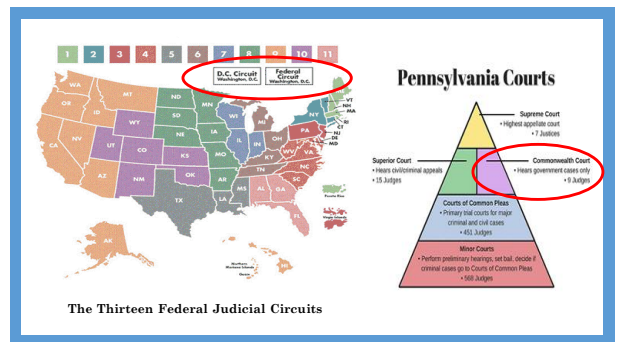 1 2 3 4 5 6 7 8 9 10 11
D.C. Circuit
Washington, D.C.
Federal
Circuit
Washington, D.C.
WA
OR
CA
NV
ID
MT
AZ
UT
WY
CO
NM
ND
SD
NE
KS
OK
TX
MN
IA
MO
AR
LA
WI
IL
IN
MI
OH
KY
TN
MS
AL
GA
FL
SC
NC
VA
WV
PA
NY
VT
NH
MA
RI
CT
NJ
DE
MD
AK
HI
Puerto Rico
Virgin Islands
Northern
Mariana Islands
Guam
The Thirteen Federal Judicial Circuits
Pennsylvania Courts
Supreme Court
• Highest appellate court
• 7 Justices
Superior Court
• Hears civil/criminal appeals
• 15 Judges
Commonwealth Court
• Hears government cases only
• 9 Judges
Courts of Common Pleas
• Primary trial courts for major
criminal and civil cases
• 451 Judges
Minor Courts
• Perform preliminary hearings, set bail, decide if
criminal cases go to Courts of Common Pleas
• 568 Judges